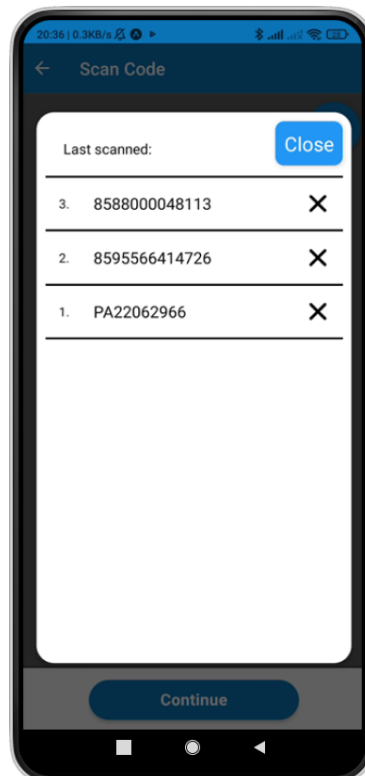 20:36 | 0.3KB/s
Scan Code
Last scanned:
Close
3. 8588000048113
2. 8595566414726
1. PA22062966
Continue